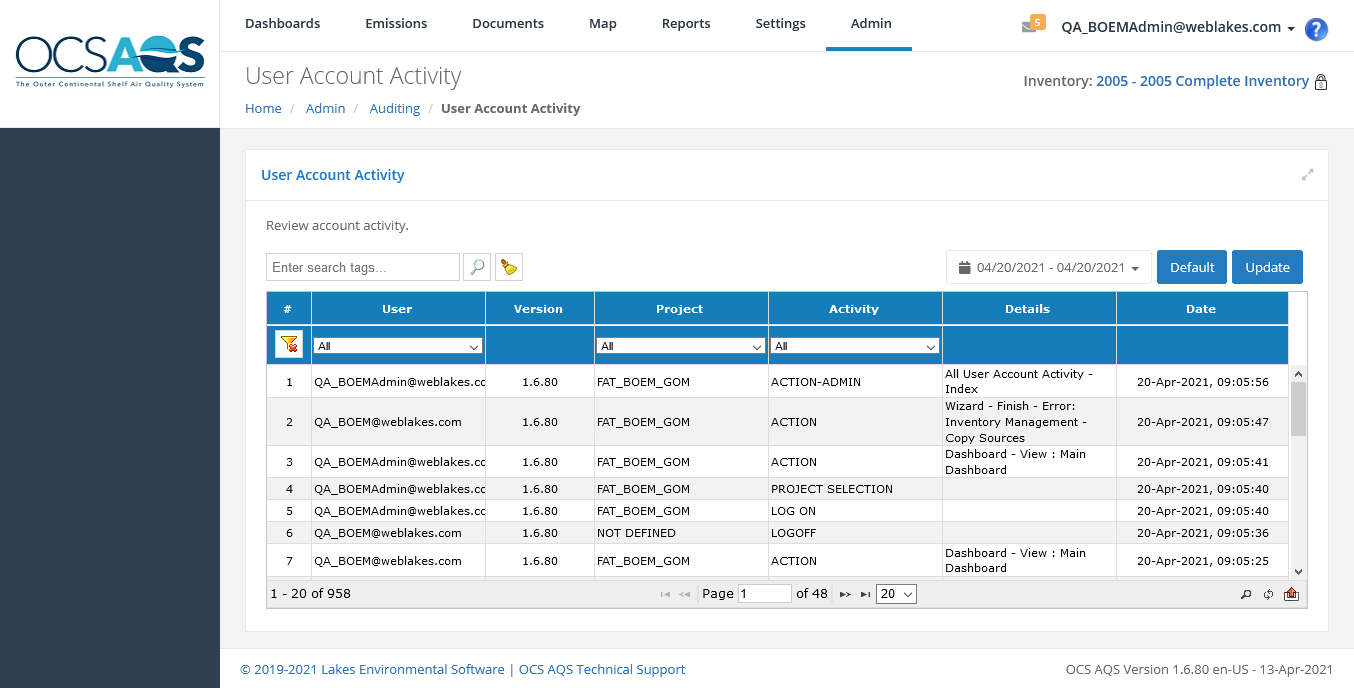 OCSAQS
The Outer Continental Shelf Air Quality System
Dashboards Emissions Documents Map Reports Settings Admin 5 QA_BOEMAdmin@weblakes.com ?
User Account Activity
Inventory: 2005 - 2005 Complete Inventory
Home / Admin / Auditing / User Account Activity
User Account Activity
Review account activity.
Enter search tags... 04/20/2021 - 04/20/2021 Default Update
# User Version Project Activity Details Date
All All All
1 QA_BOEMAdmin@weblakes.cc 1.6.80 FAT_BOEM_GOM ACTION-ADMIN All User Account Activity - 20-Apr-2021, 09:05:56
Index
2 QA_BOEM@weblakes.com 1.6.80 FAT_BOEM_GOM ACTION Wizard - Finish - Error: 20-Apr-2021, 09:05:47
Inventory Management -
Copy Sources
3 QA_BOEMAdmin@weblakes.cc 1.6.80 FAT_BOEM_GOM ACTION Dashboard - View : Main 20-Apr-2021, 09:05:41
Dashboard
4 QA_BOEMAdmin@weblakes.cc 1.6.80 FAT_BOEM_GOM PROJECT SELECTION 20-Apr-2021, 09:05:40
5 QA_BOEMAdmin@weblakes.cc 1.6.80 FAT_BOEM_GOM LOG ON 20-Apr-2021, 09:05:40
6 QA_BOEM@weblakes.com 1.6.80 NOT DEFINED LOGOFF 20-Apr-2021, 09:05:36
7 QA_BOEM@weblakes.com 1.6.80 FAT_BOEM_GOM ACTION Dashboard - View : Main 20-Apr-2021, 09:05:25
Dashboard
1 - 20 of 958 Page 1 of 48 20
© 2019-2021 Lakes Environmental Software | OCS AQS Technical Support OCS AQS Version 1.6.80 en-US - 13-Apr-2021